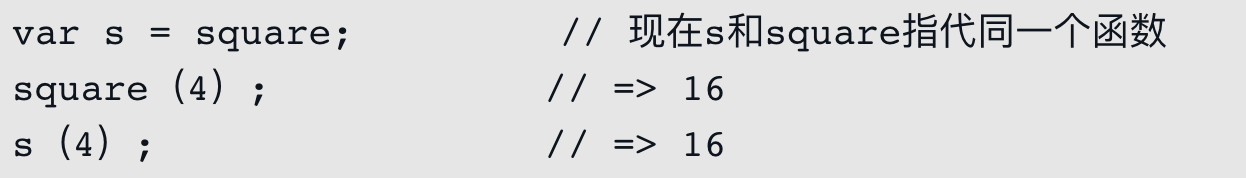 var s = square; // 现在s和square指代同一个函数
square (4) ; // => 16
s (4) ; // => 16